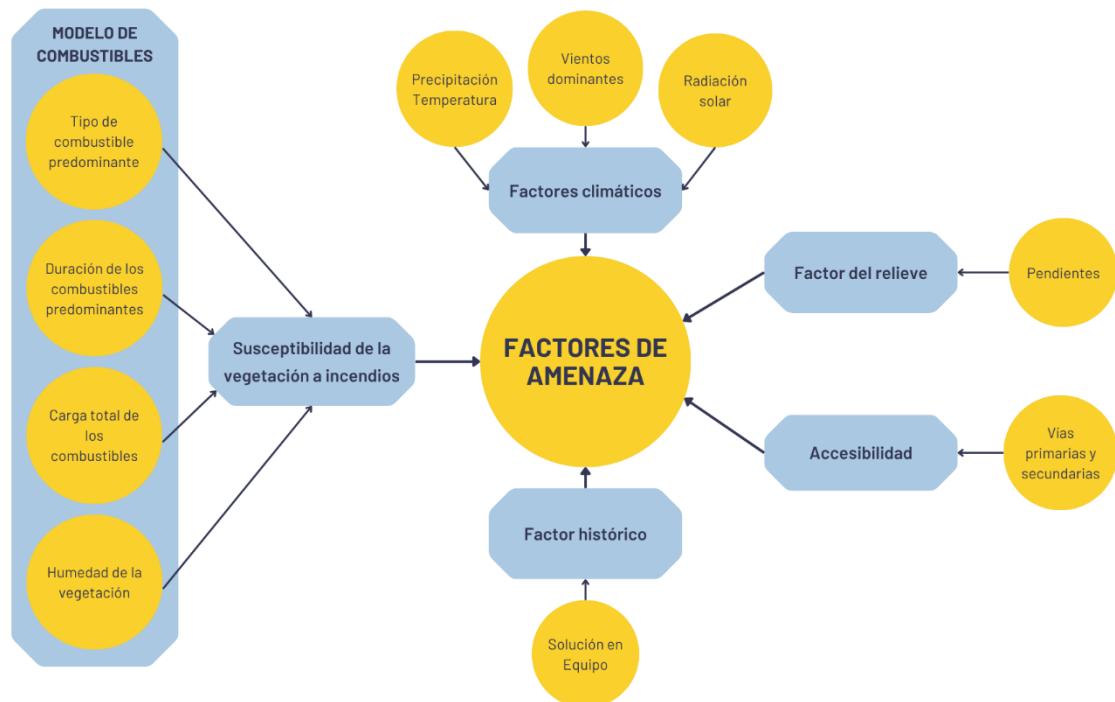 MODELO DE
COMBUSTIBLES
Tipo de
combustible
predominante
Duración de los
combustibles
predominantes
Carga total de
los
combustibles
Humedad de la
vegetación
Susceptibilidad de la
vegetación a incendios
Precipitación
Temperatura
Vientos
dominantes
Radiación
solar
Factores climáticos
FACTORES DE
AMENAZA
Factor del relieve
Pendientes
Accesibilidad
Vías
primarias y
secundarias
Factor histórico
Solución en
Equipo